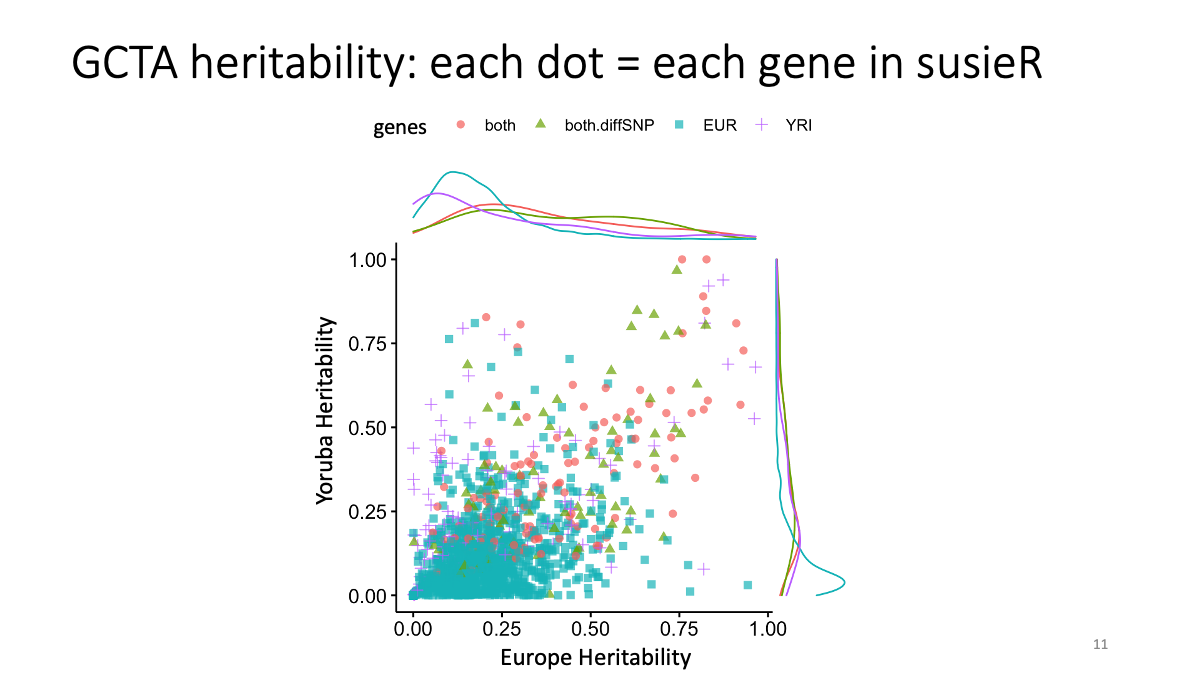 GCTA heritability: each dot = each gene in susieR
genes both both.diffSNP EUR YRI
1.00
0.75
0.50
0.25
0.00
Yoruba Heritability
0.00 0.25 0.50 0.75 1.00
Europe Heritability
11